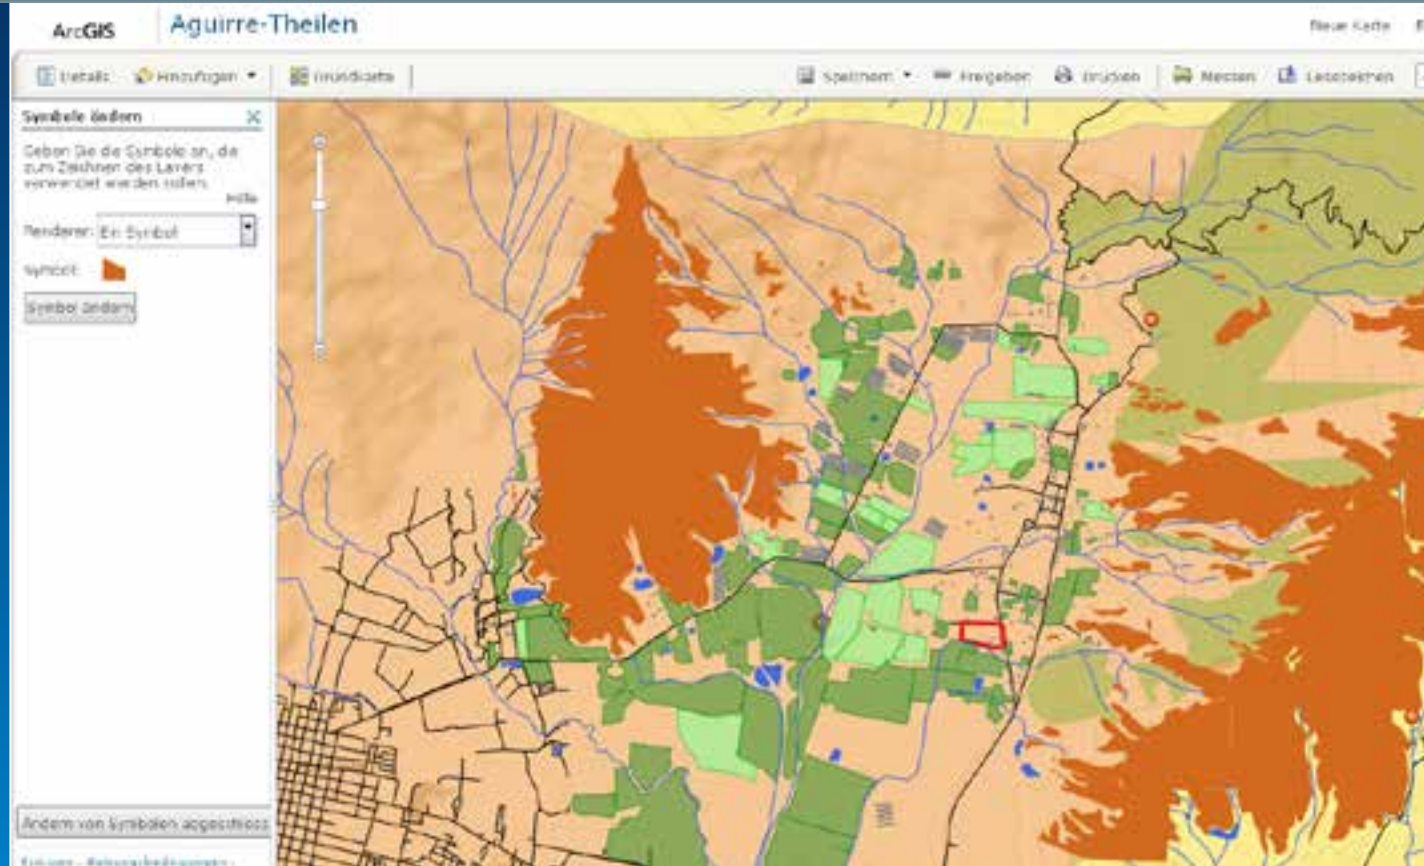 ArcGIS
Aguirre-Theilen
Neue Karte
Details
Hinzufügen
Grundkarte
Speichern
Freigeben
Drucken
Messen
Lesezeichen
Symbole ändern
Geben Sie die Symbole an, die
zum Zeichnen des Layers
verwendet werden sollen.
Hilfe
Renderer: Ein Symbol
Symbol:
Symbol ändern
Ändern von Symbolen abgeschloss